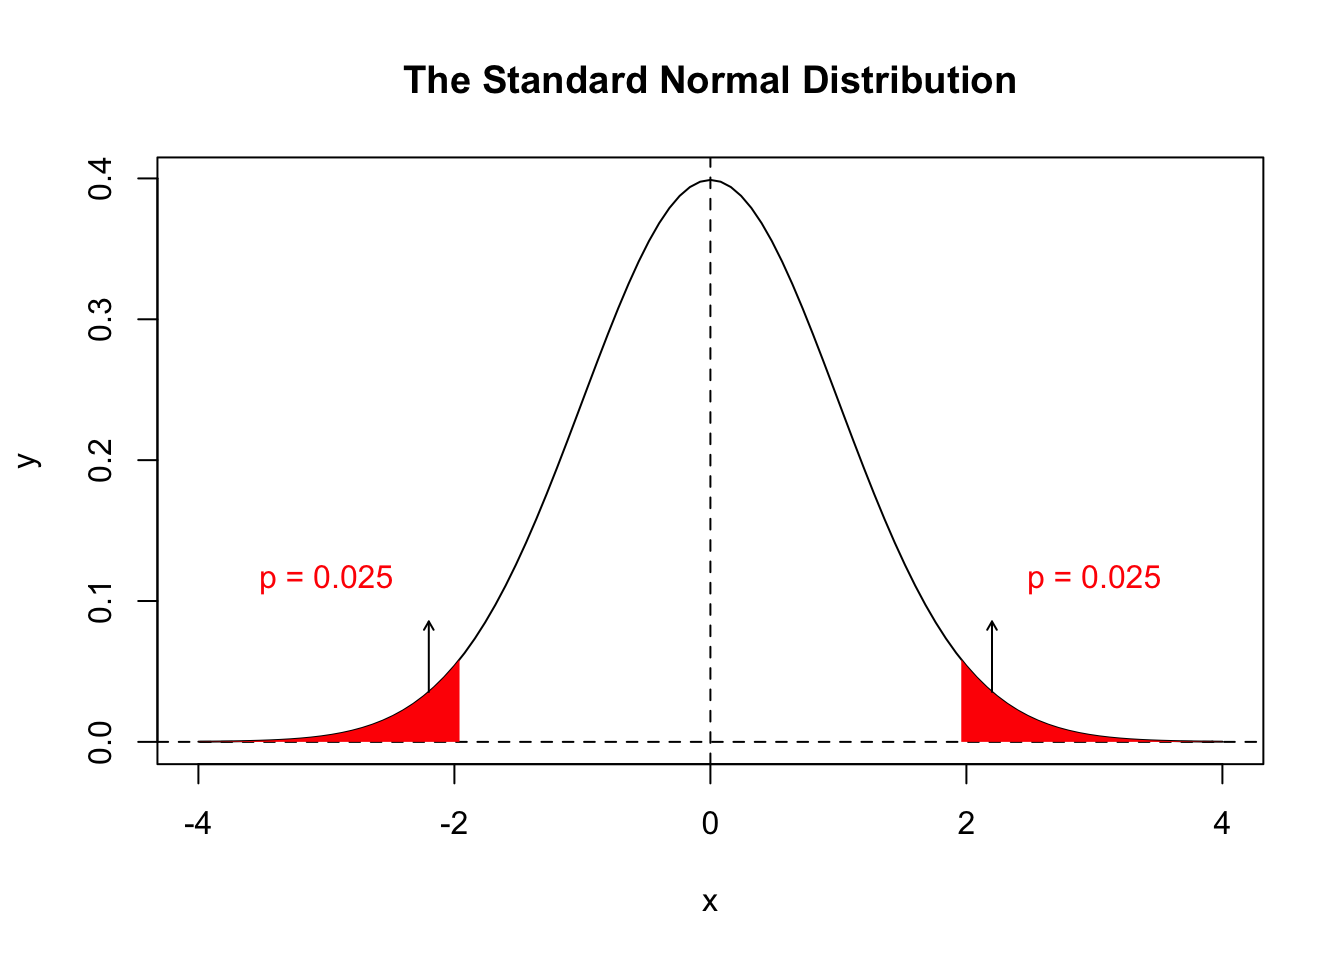 The Standard Normal Distribution
0.4
0.3
0.2
0.1
0.0
y
p = 0.025
p = 0.025
-4
-2
0
2
4
x